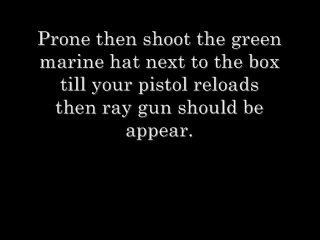 Prone then shoot the green
marine hat next to the box
till your pistol reloads
then ray gun should be
appear.